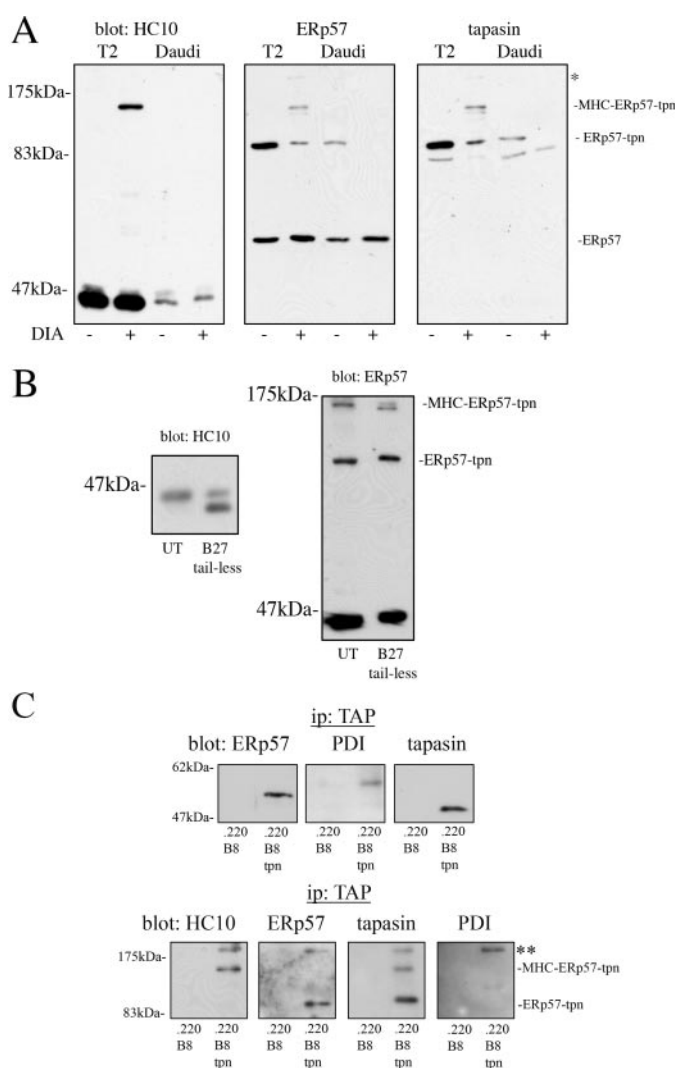 A
blot: HC10 ERp57 tapasin
T2 Daudi T2 Daudi T2 Daudi
175kDa-
83kDa-
47kDa-
*
-MHC-ERp57-tpn
- ERp57-tpn
-ERp57
DIA - + - + - + - + - + - +
B
blot: HC10
47kDa-
UT B27
tail-less
blot: ERp57
175kDa-
47kDa-
-MHC-ERp57-tpn
-ERp57-tpn
UT B27
tail-less
C
ip: TAP
blot: ERp57 PDI tapasin
62kDa-
47kDa-
.220 .220 .220 .220 .220 .220
B8 B8 B8 B8 B8 B8
tpn tpn tpn
ip: TAP
blot: HC10 ERp57 tapasin PDI
175kDa-
83kDa-
**
-MHC-ERp57-tpn
-ERp57-tpn
.220 .220 .220 .220 .220 .220 .220 .220
B8 B8 B8 B8 B8 B8 B8 B8
tpn tpn tpn tpn